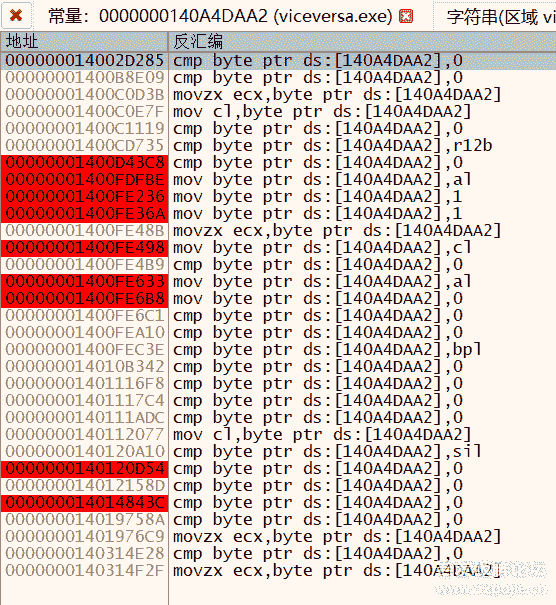 常量: 0000000140A4DAA2 (viceversa.exe) 字符串(区域 vi
地址 反汇编
000000014002D285 cmp byte ptr ds:[140A4DAA2],0
00000001400B8E09 cmp byte ptr ds:[140A4DAA2],0
00000001400C0D3B movzx ecx,byte ptr ds:[140A4DAA2]
00000001400C0E7F mov cl,byte ptr ds:[140A4DAA2]
00000001400C1119 cmp byte ptr ds:[140A4DAA2],0
00000001400CD735 cmp byte ptr ds:[140A4DAA2],r12b
00000001400D43C8 cmp byte ptr ds:[140A4DAA2],0
00000001400FDFBE mov byte ptr ds:[140A4DAA2],al
00000001400FE236 mov byte ptr ds:[140A4DAA2],1
00000001400FE36A mov byte ptr ds:[140A4DAA2],1
00000001400FE48B movzx ecx,byte ptr ds:[140A4DAA2]
00000001400FE498 mov byte ptr ds:[140A4DAA2],cl
00000001400FE4B9 cmp byte ptr ds:[140A4DAA2],0
00000001400FE633 mov byte ptr ds:[140A4DAA2],al
00000001400FE6B8 mov byte ptr ds:[140A4DAA2],0
00000001400FE6C1 cmp byte ptr ds:[140A4DAA2],0
00000001400FEA10 cmp byte ptr ds:[140A4DAA2],0
00000001400FEC3E cmp byte ptr ds:[140A4DAA2],bpl
000000014010B342 cmp byte ptr ds:[140A4DAA2],0
00000001401116F8 cmp byte ptr ds:[140A4DAA2],0
00000001401117C4 cmp byte ptr ds:[140A4DAA2],0
0000000140111ADC cmp byte ptr ds:[140A4DAA2],0
0000000140112077 mov cl,byte ptr ds:[140A4DAA2]
0000000140120A10 cmp byte ptr ds:[140A4DAA2],sil
0000000140120D54 cmp byte ptr ds:[140A4DAA2],0
000000014012158D cmp byte ptr ds:[140A4DAA2],0
000000014014843C cmp byte ptr ds:[140A4DAA2],0
000000014019758A cmp byte ptr ds:[140A4DAA2],0
00000001401976C9 movzx ecx,byte ptr ds:[140A4DAA2]
0000000140314E28 cmp byte ptr ds:[140A4DAA2],0
0000000140314F2F movzx ecx,byte ptr ds:[140A4DAA2]